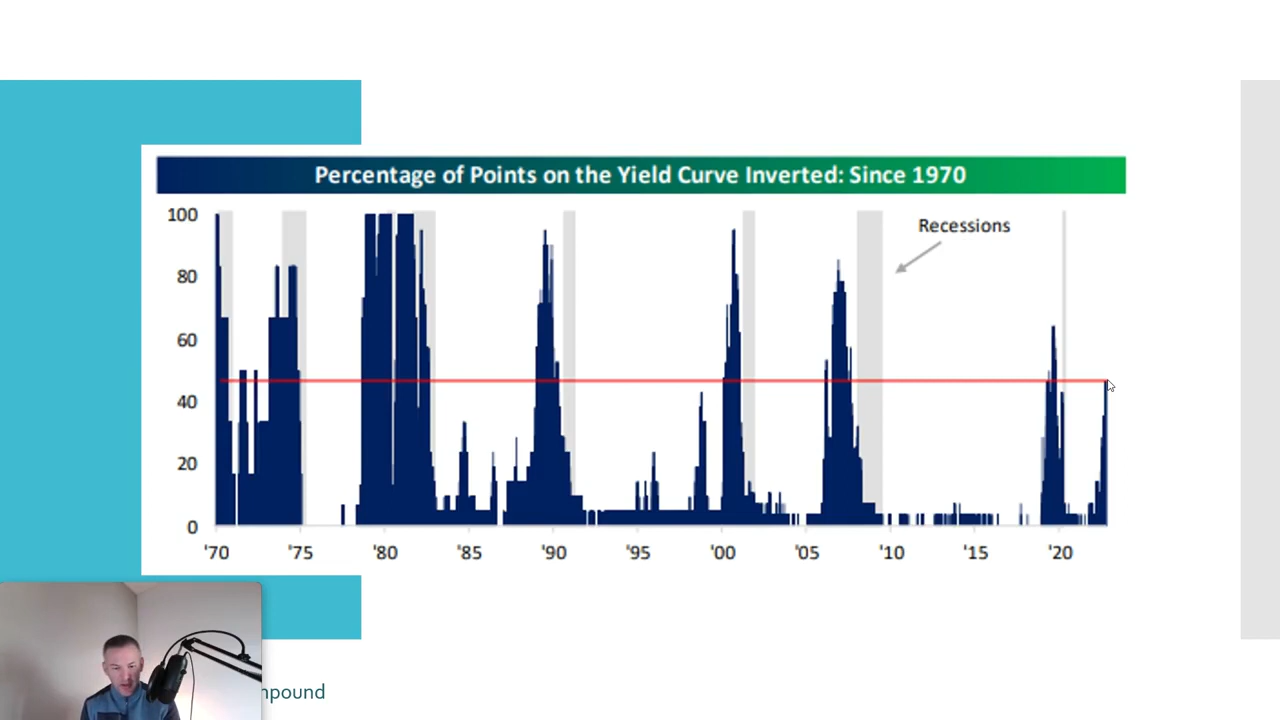 Percentage of Points on the Yield Curve Inverted: Since 1970
Recessions
100
80
60
40
20
0
'70 '75 '80 '85 '90 '95 '00 '05 '10 '15 '20
npound